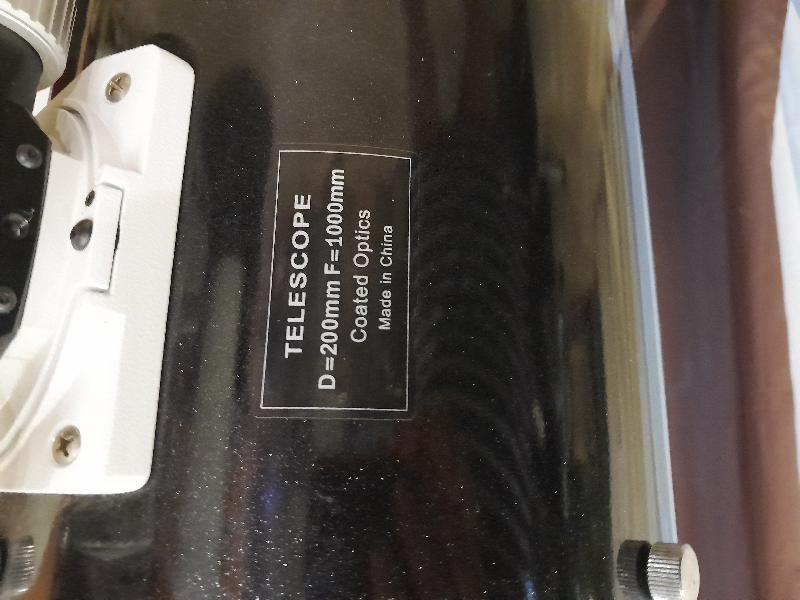 TELESCOPE
D=200mm F=1000mm
Coated Optics
Made in China